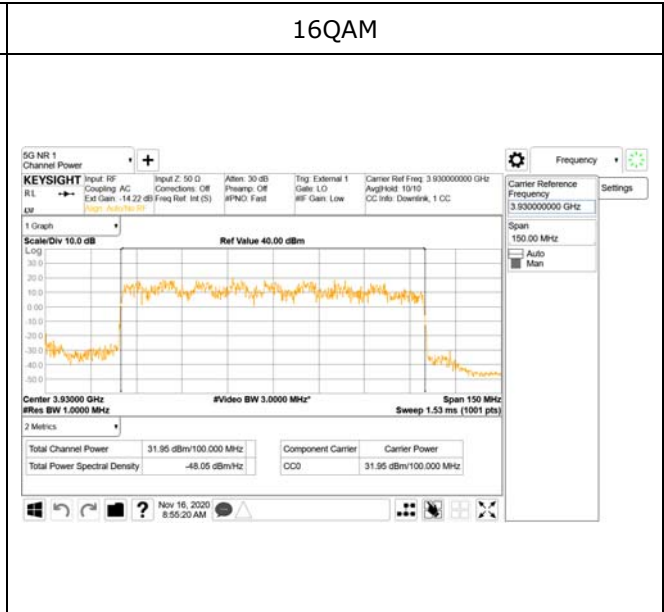 16QAM
5G NR 1
Channel Power
+
Frequency
KEYSIGHT Input: RF Input Z: 50 Ω Atten: 30 dB Trig: External 1 Carrier Ref Freq: 3.930000000 GHz
RL Coupling: AC Corrections: Off Preamp: Off Gate: LO Avg|Hold: 10/10
Ext Gain: -14.22 dB Freq Ref: Int (S) #PNO: Fast #IF Gain: Low CC Info: Downlink, 1 CC
Align: Auto/No RF
Carrier Reference
Frequency
3.930000000 GHz
Settings
Span
150.00 MHz
Auto
Man
1 Graph
Scale/Div 10.0 dB Ref Value 40.00 dBm
Log
30.0
20.0
10.0
0.00
-10.0
-20.0
-30.0
-40.0
-50.0
Center 3.93000 GHz #Video BW 3.0000 MHz* Span 150 MHz
#Res BW 1.0000 MHz Sweep 1.53 ms (1001 pts)
2 Metrics
Total Channel Power 31.95 dBm/100.000 MHz Component Carrier Carrier Power
Total Power Spectral Density -48.05 dBm/Hz CC0 31.95 dBm/100.000 MHz
? Nov 16, 2020
8:55:20 AM